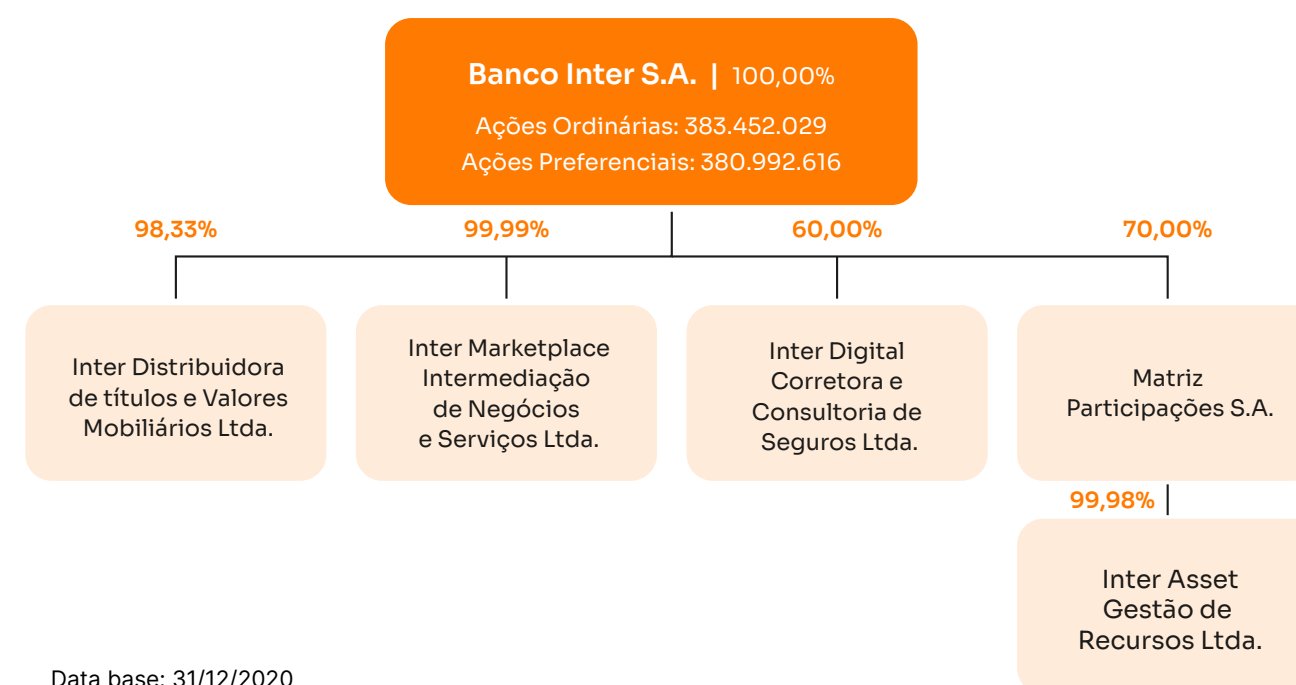 Banco Inter S.A. | 100,00%
Ações Ordinárias: 383.452.029
Ações Preferenciais: 380.992.616
98,33%
99,99%
60,00%
70,00%
Inter Distribuidora
de títulos e Valores
Mobiliários Ltda.
Inter Marketplace
Intermediação
de Negócios
e Serviços Ltda.
Inter Digital
Corretora e
Consultoria de
Seguros Ltda.
Matriz
Participações S.A.
99,98%
Inter Asset
Gestão de
Recursos Ltda.
Data base: 31/12/2020